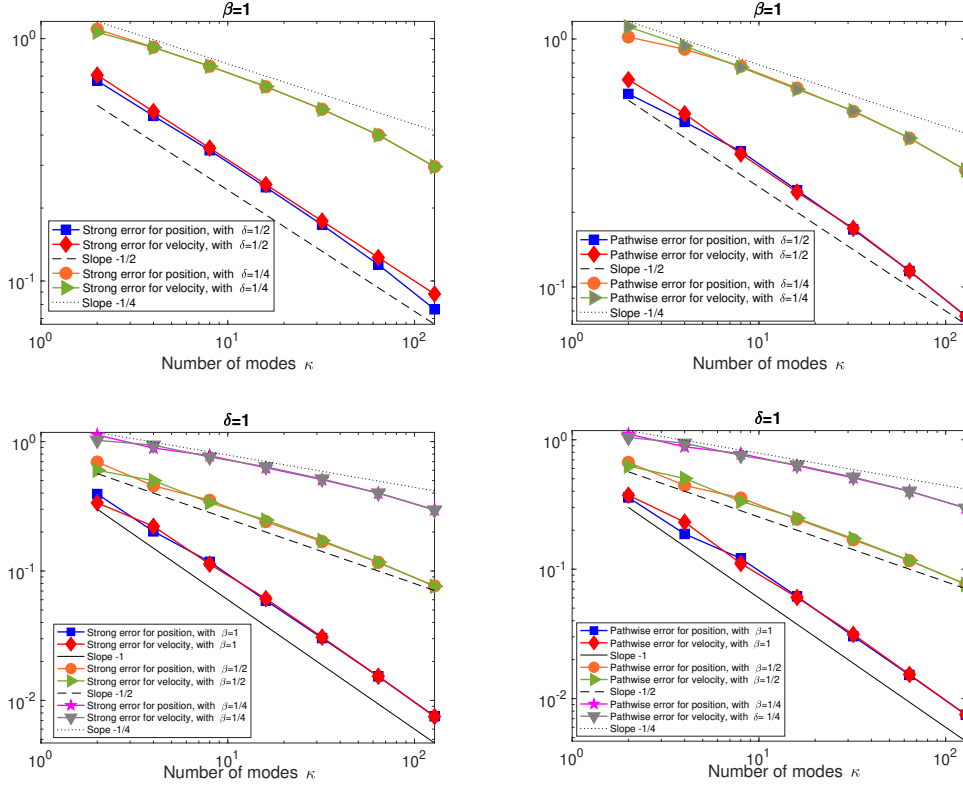 β=1
10^0
10^-1
Strong error for position, with δ=1/2
Strong error for velocity, with δ=1/2
Slope -1/2
Strong error for position, with δ=1/4
Strong error for velocity, with δ=1/4
Slope -1/4
10^0 10^1 10^2
Number of modes κ
β=1
10^0
10^-1
Pathwise error for position, with δ=1/2
Pathwise error for velocity, with δ=1/2
Slope -1/2
Pathwise error for position, with δ=1/4
Pathwise error for velocity, with δ=1/4
Slope -1/4
10^0 10^1 10^2
Number of modes κ
δ=1
10^0
10^-1
10^-2
Strong error for position, with β=1
Strong error for velocity, with β=1
Slope -1
Strong error for position, with β=1/2
Strong error for velocity, with β=1/2
Slope -1/2
Strong error for position, with β=1/4
Strong error for velocity, with β=1/4
Sope -1/4
10^0 10^1 10^2
Number of modes κ
δ=1
10^0
10^-1
10^-2
Pathwise error for position, with β=1
Pathwise error for velocity, with β=1
Slope -1
Pathwise error for position, with β=1/2
Pathwise error for velocity, with β=1/2
Slope -1/2
Pathwise error for position, with β=1/4
Pathwise error for velocity, with δ= 1/4
Slope -1/4
10^0 10^1 10^2
Number of modes κ